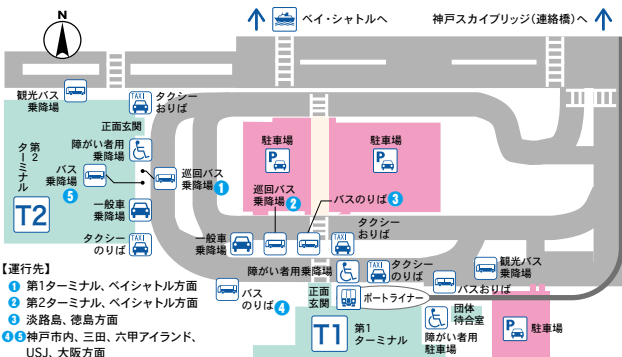 N
ベイ・シャトルへ
神戸スカイブリッジ(連絡橋)へ
観光バス
乗降場
TAXI
タクシー
おりば
正面玄関
第2
ターミナル
障がい者用
乗降場
バス
乗降場
5
巡回バス
乗降場
1
T2
一般車
乗降場
タクシー
のりば
TAXI
駐車場
P
駐車場
P
巡回バス
乗降場
2
バスのりば
3
一般車
乗降場
TAXI
タクシー
おりば
障がい者用乗降場
TAXI
タクシー
のりば
観光バス
乗降場
バスおりば
バス
のりば
4
正面
玄関
ポートライナー
T1
第1
ターミナル
団体
待合室
障がい者用
駐車場
P
駐車場
【運行先】
1 第1ターミナル、ベイシャトル方面
2 第2ターミナル、ベイシャトル方面
3 淡路島、徳島方面
4 5 神戸市内、三田、六甲アイランド、
USJ、大阪方面